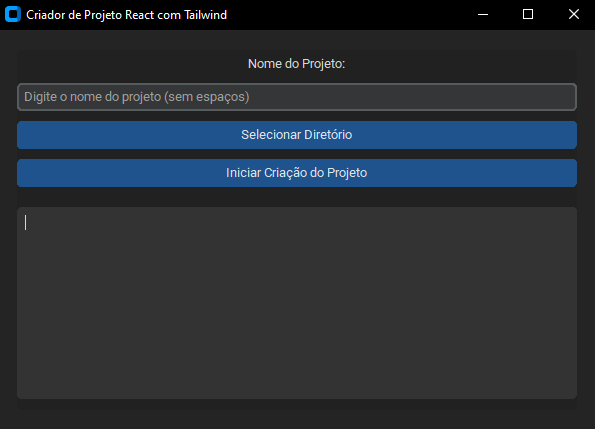 Criador de Projeto React com Tailwind
Nome do Projeto:
Digite o nome do projeto (sem espaços)
Selecionar Diretório
Iniciar Criação do Projeto